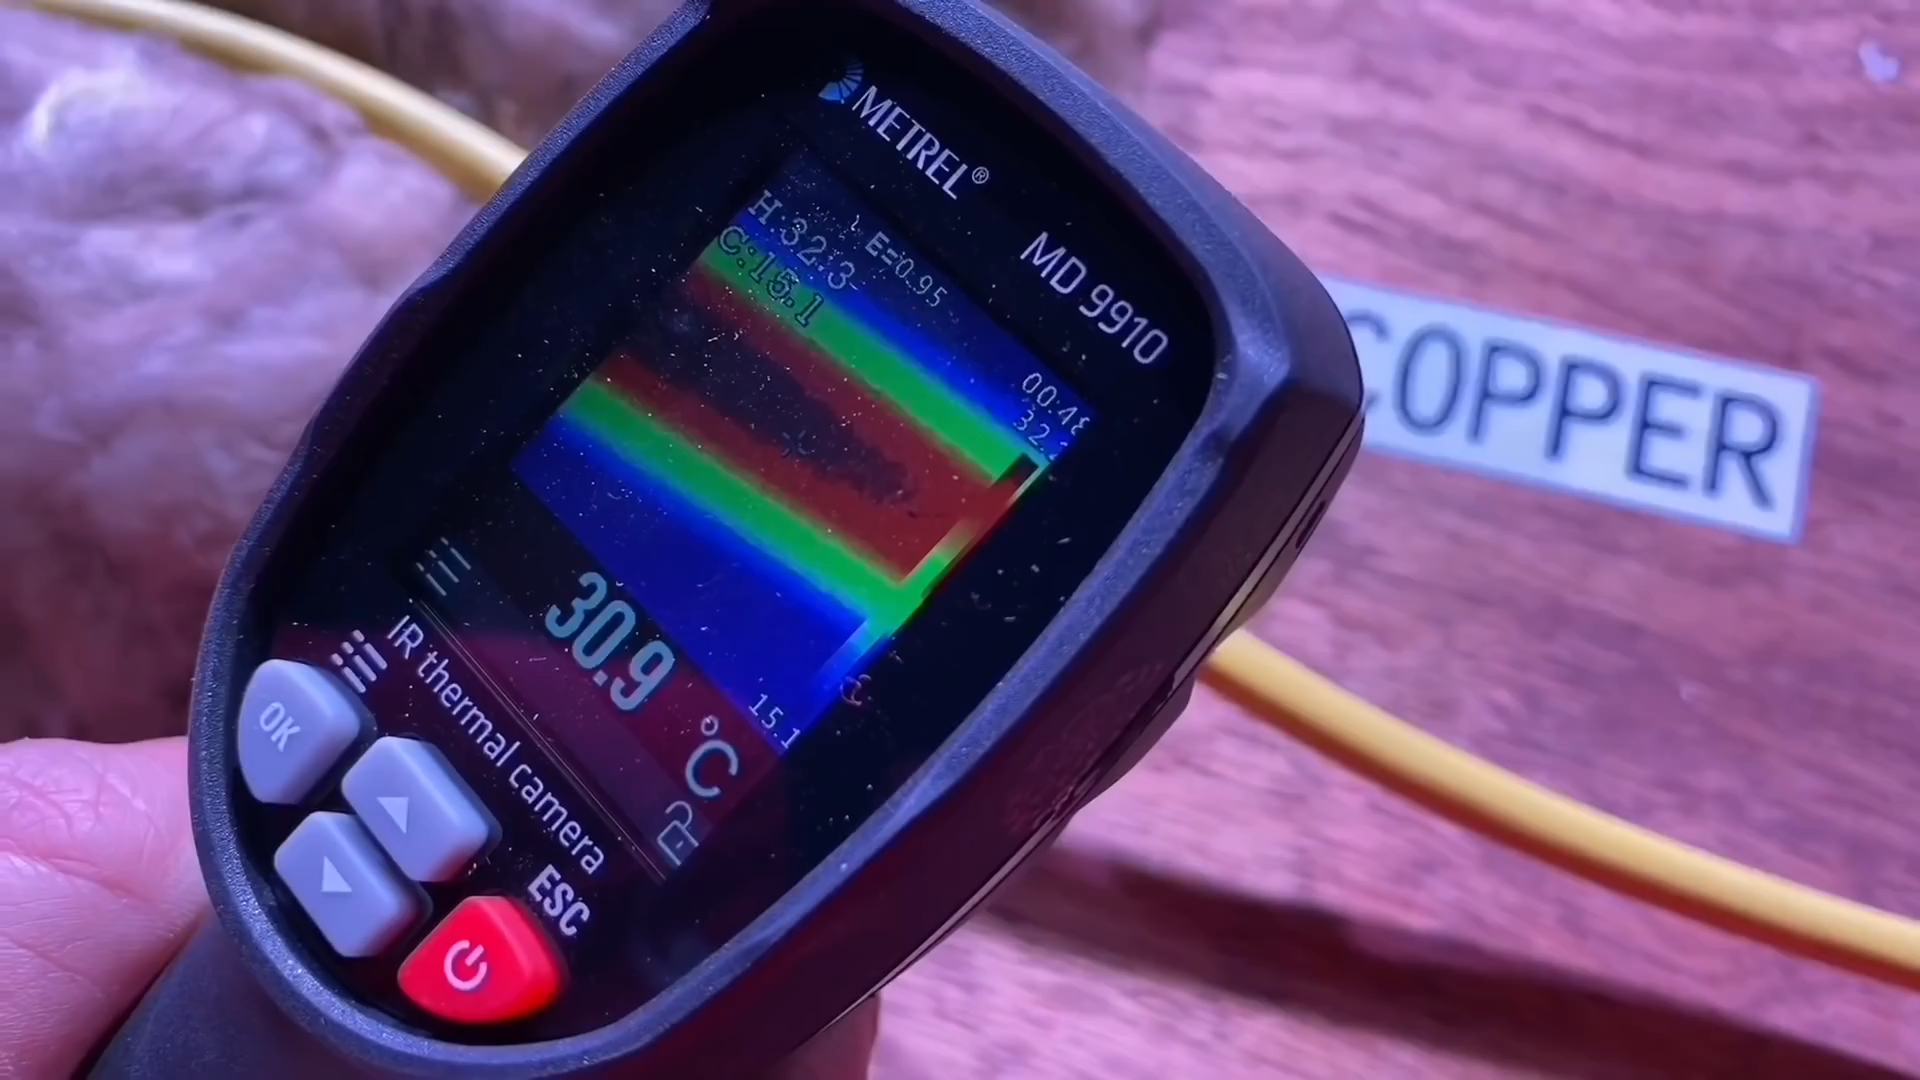 METREL®
MD 9910
E=0.95
H:32.3
C:15.1
00:48
32.
15.1
30.9
°C
IR thermal camera
OK
ESC
COPPER